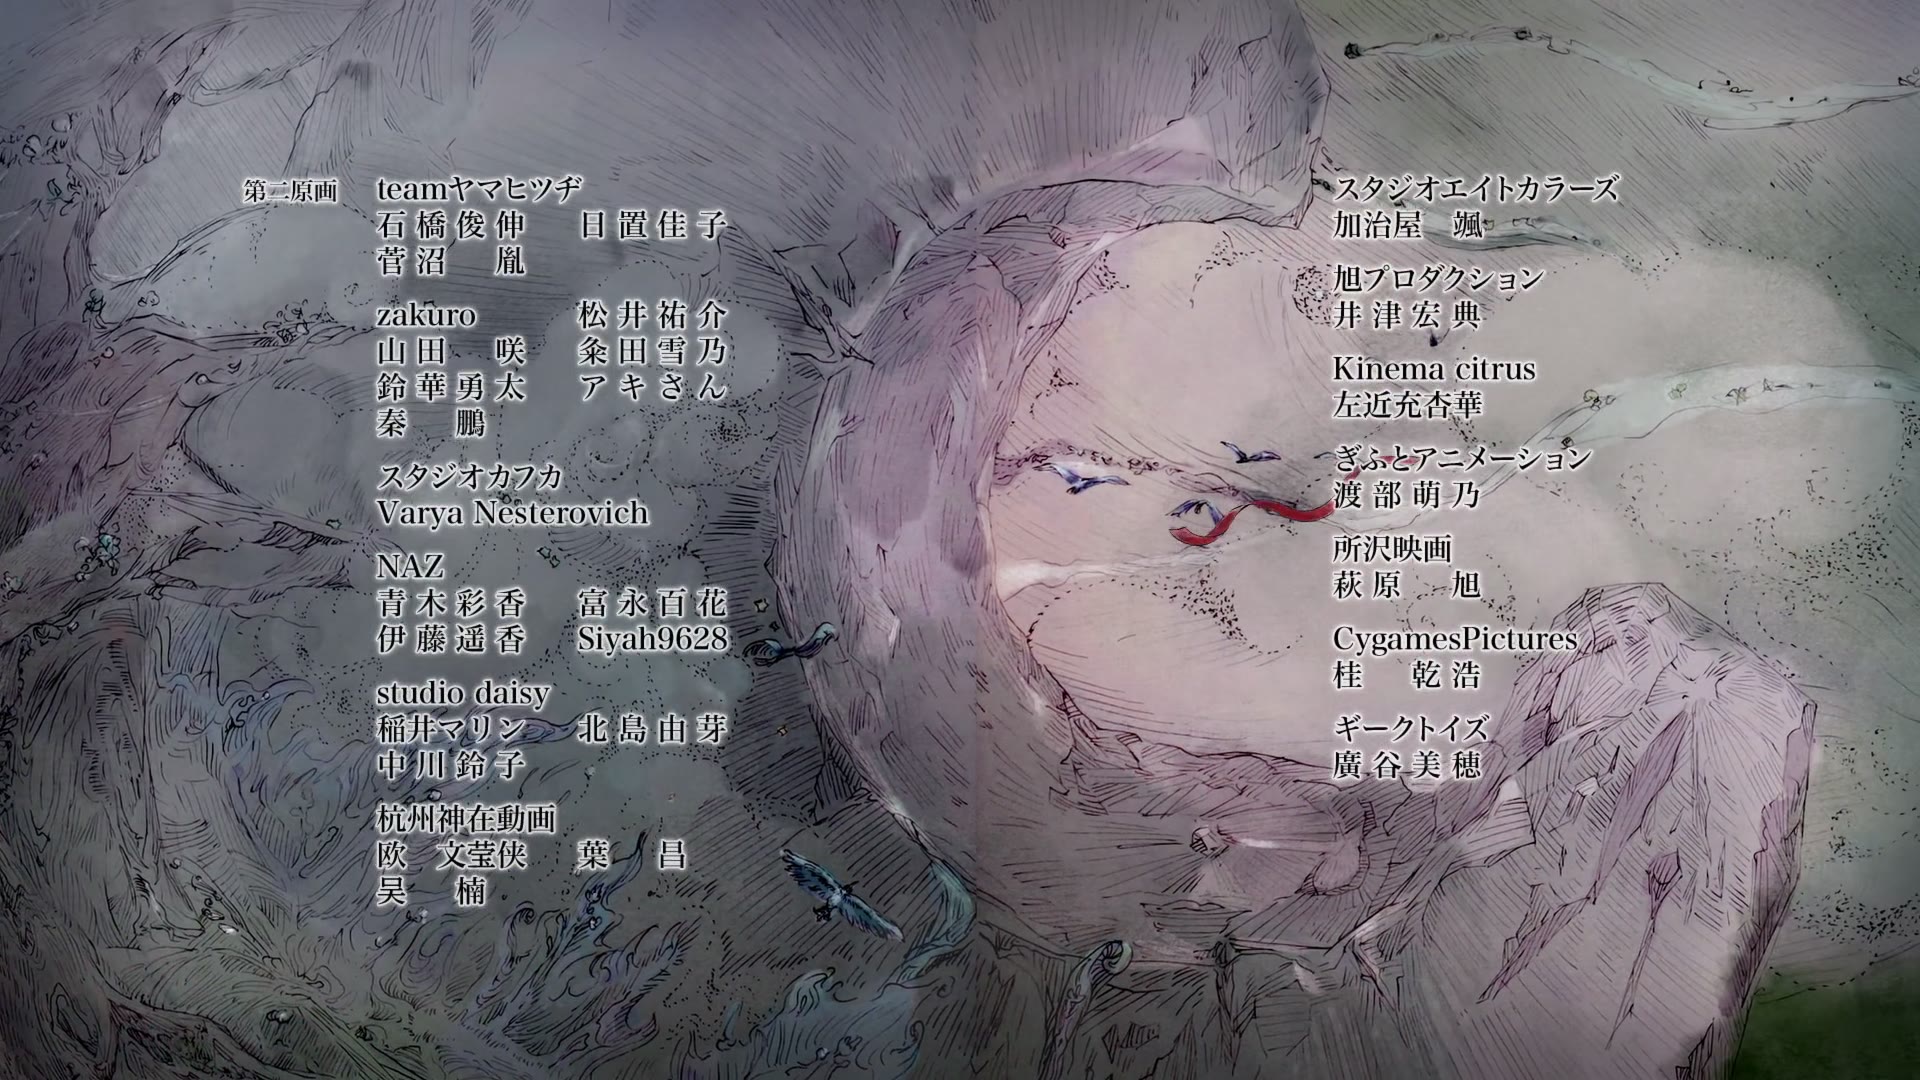 第二原画
teamヤマヒツヂ
石橋俊伸 日置佳子
菅沼 胤
zakuro 松井祐介
山田 咲 粂田雪乃
鈴華勇太 アキさん
秦 鵬
スタジオカフカ
Varya Nesterovich
NAZ
青木彩香 富永百花
伊藤遥香 Siyah9628
studio daisy
稲井マリン 北島由芽
中川鈴子
杭州神在動画
欧 文莹侠 葉 昌
吴 楠
スタジオエイトカラーズ
加治屋 颯
旭プロダクション
井津宏典
Kinema citrus
左近充杏華
ぎふとアニメーション
渡部萌乃
所沢映画
萩原 旭
CygamesPictures
桂 乾浩
ギークトイズ
廣谷美穂